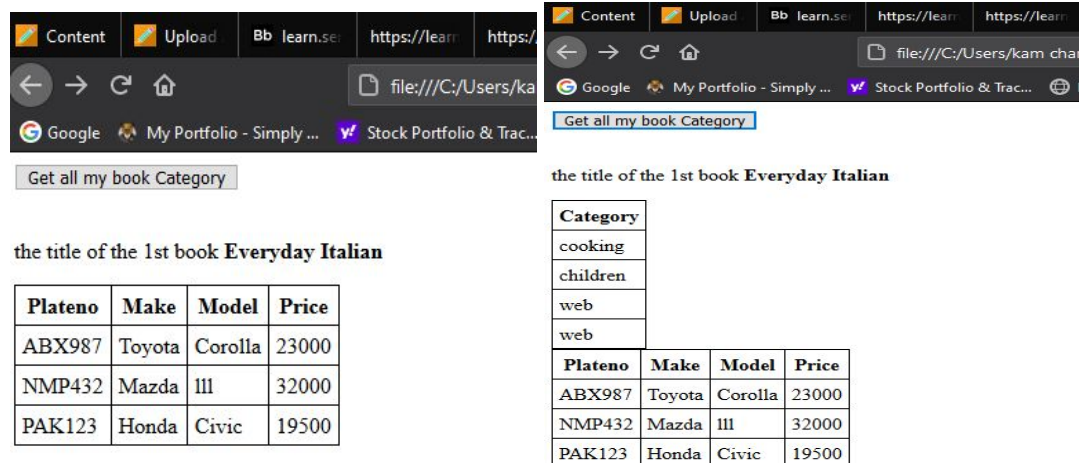 Content Upload Bb learn.se https://learn https:/
file:///C:/Users/ka
Google My Portfolio - Simply ... y! Stock Portfolio & Trac...
Get all my book Category
the title of the 1st book Everyday Italian
Plateno Make Model Price
ABX987 Toyota Corolla 23000
NMP432 Mazda lll 32000
PAK123 Honda Civic 19500
Content Upload Bb learn.se https://learn https://learn
file:///C:/Users/kam cha
Google My Portfolio - Simply ... y! Stock Portfolio & Trac...
Get all my book Category
the title of the 1st book Everyday Italian
Category
cooking
children
web
web
Plateno Make Model Price
ABX987 Toyota Corolla 23000
NMP432 Mazda lll 32000
PAK123 Honda Civic 19500